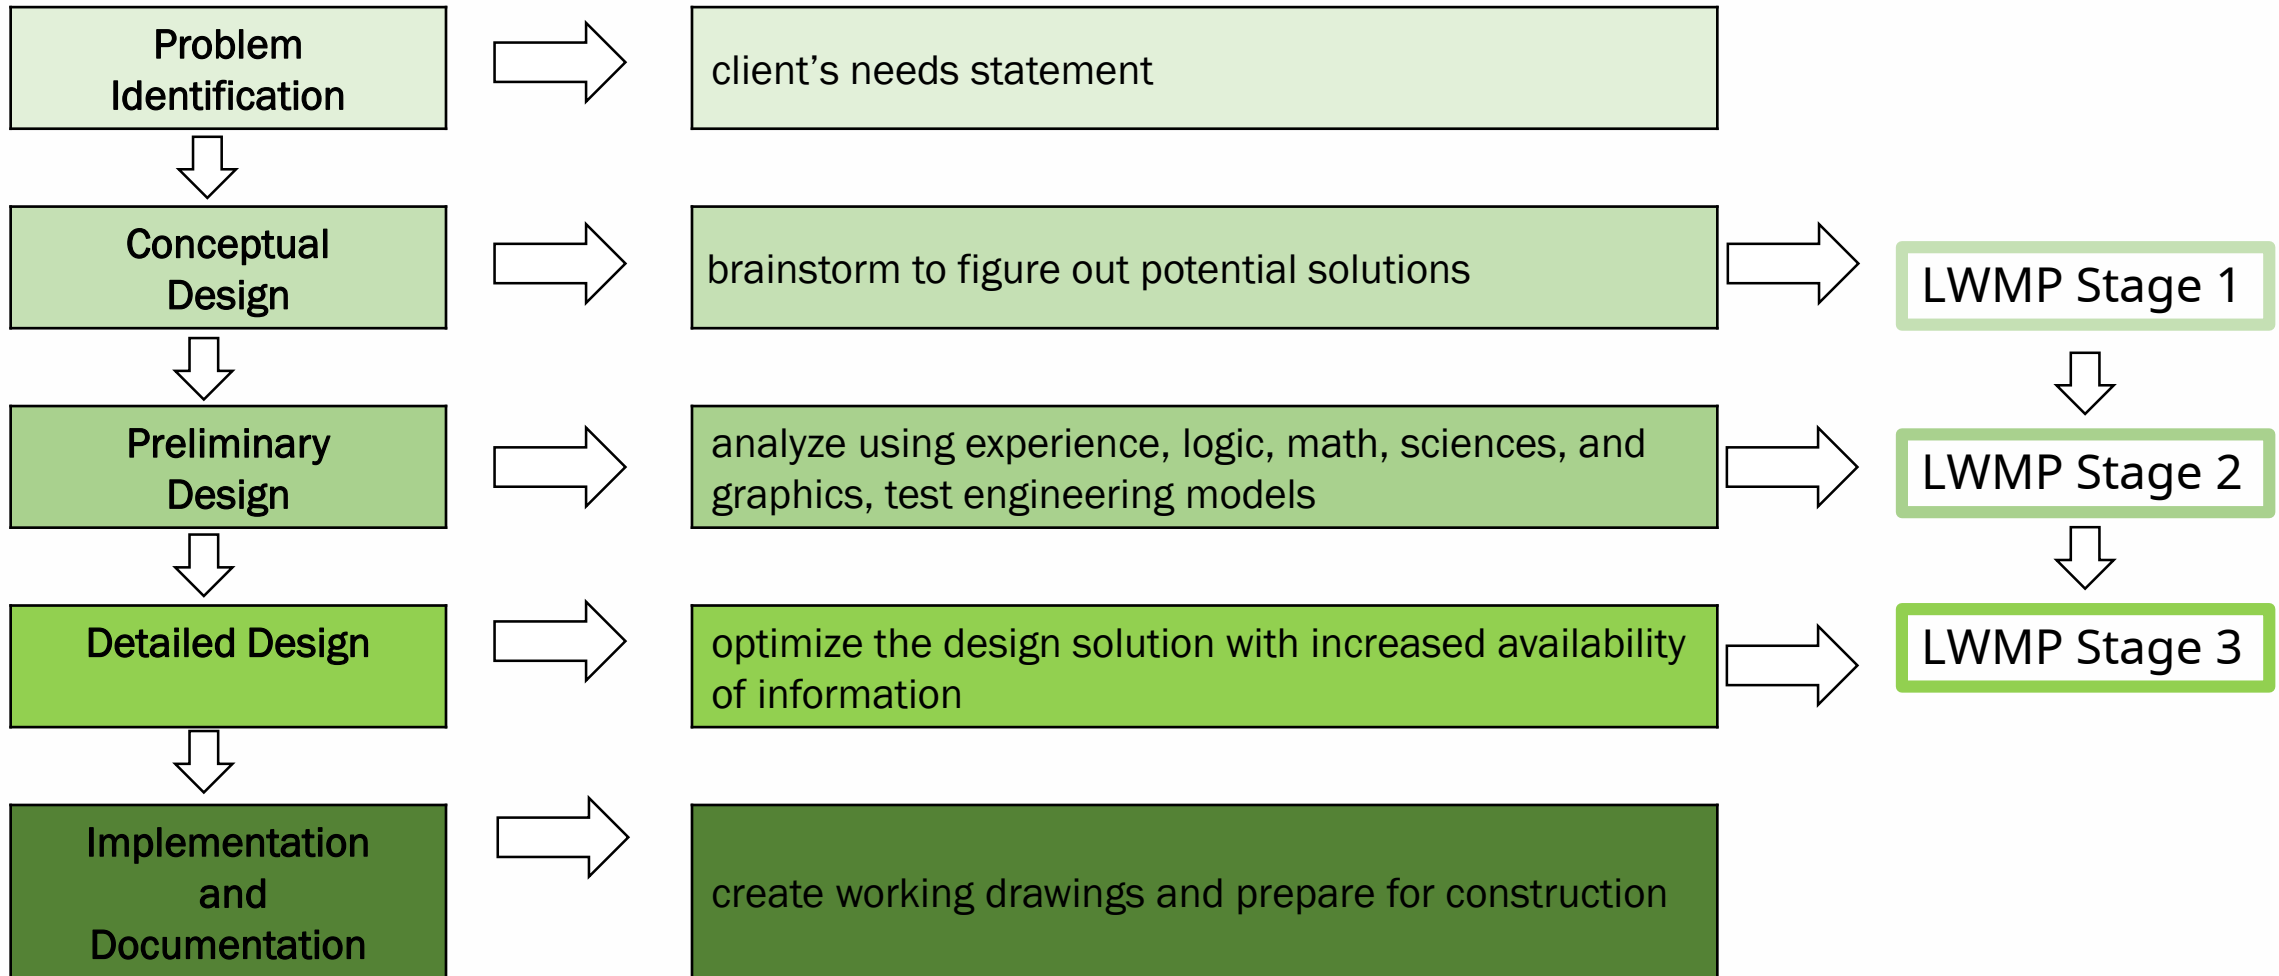 Problem
Identification
client’s needs statement
Conceptual
Design
brainstorm to figure out potential solutions
LWMP Stage 1
Preliminary
Design
analyze using experience, logic, math, sciences, and
graphics, test engineering models
LWMP Stage 2
Detailed Design
optimize the design solution with increased availability
of information
LWMP Stage 3
Implementation
and
Documentation
create working drawings and prepare for construction